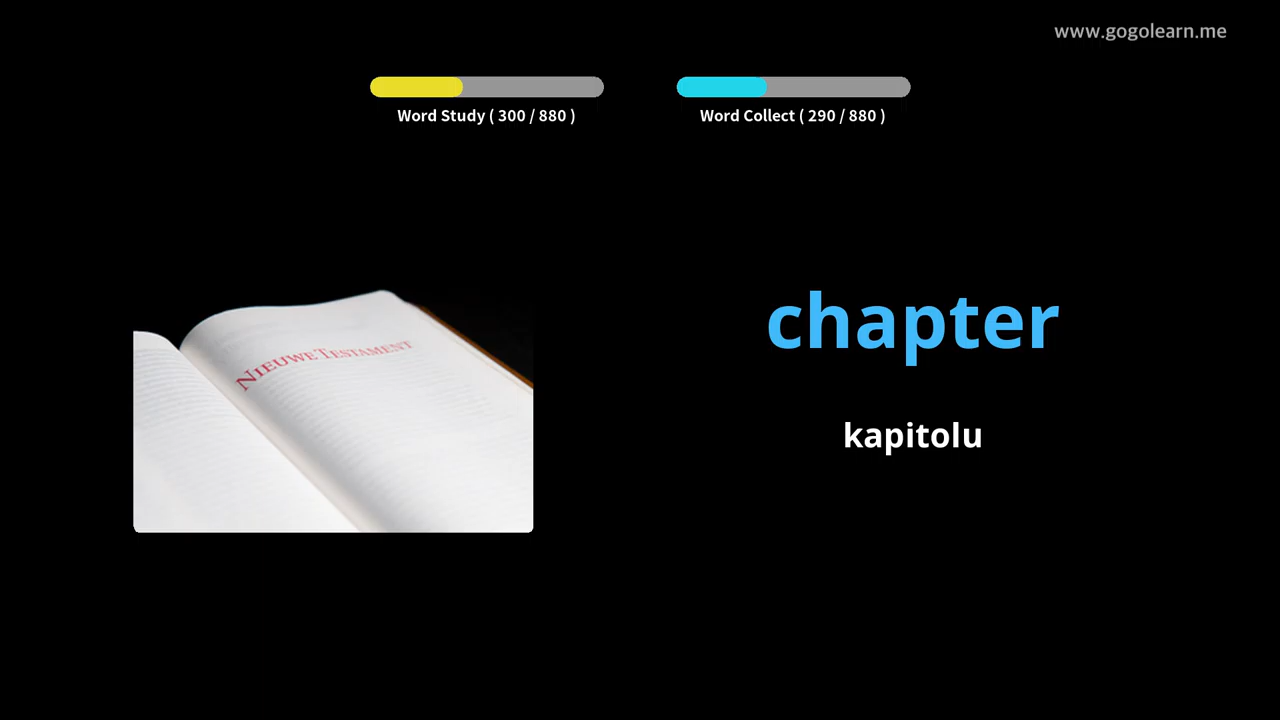 www.gogolearn.me
Word Study ( 300 / 880 )
Word Collect ( 290 / 880 )
NIEUWE TESTAMENT
chapter
kapitolu